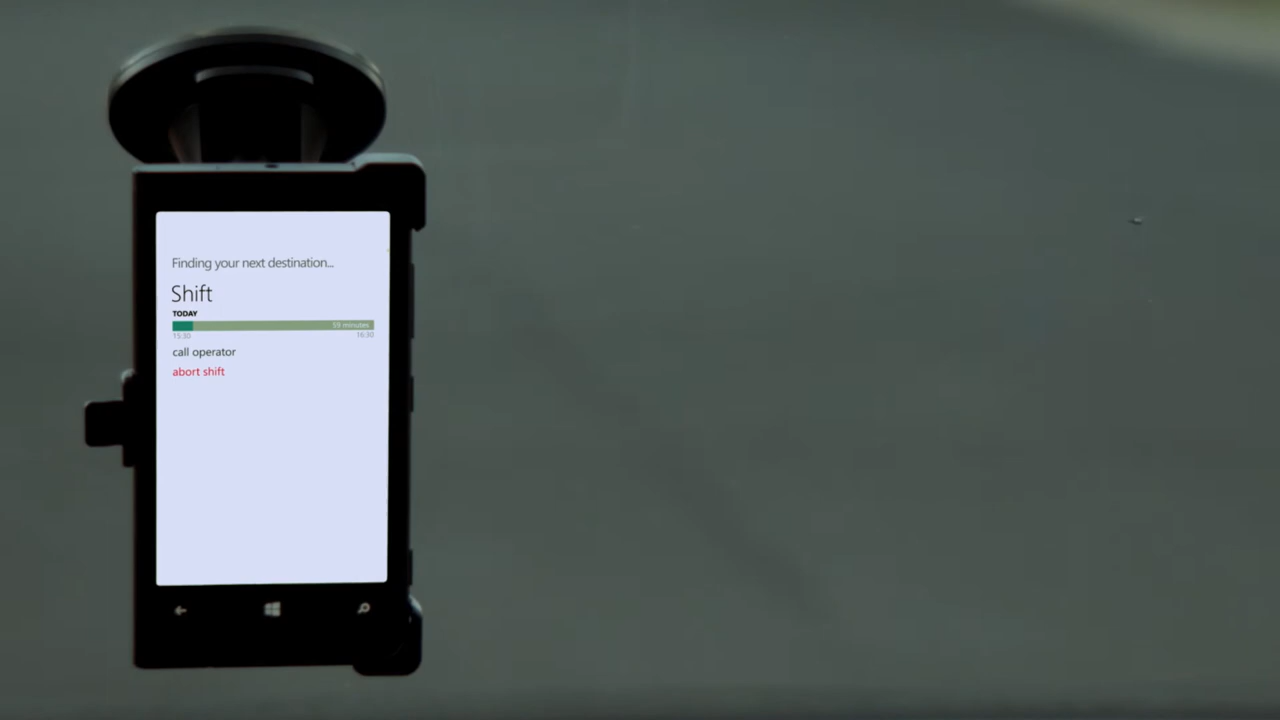 Finding your next destination...
Shift
TODAY
59 minutes
15:30 16:30
call operator
abort shift